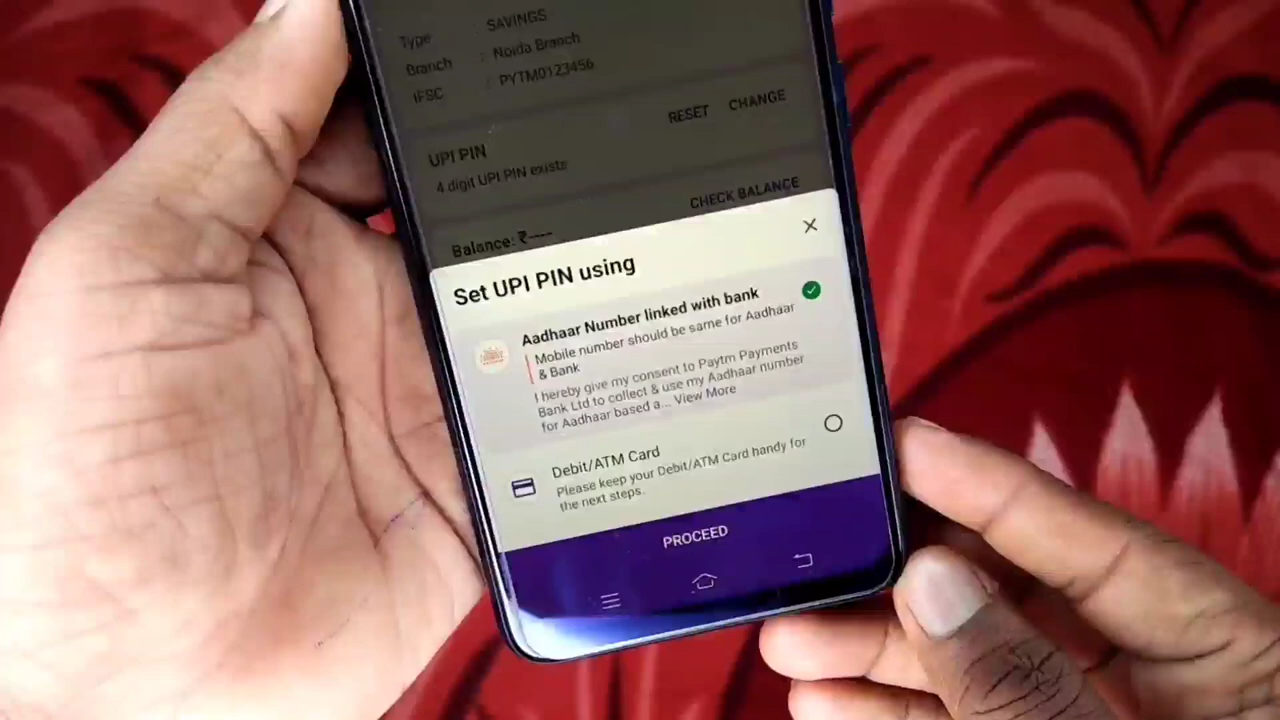 Type : SAVINGS
Branch : Noida Branch
IFSC : PYTM0123456
UPI PIN RESET CHANGE
4 digit UPI PIN exists
Balance: ₹---- CHECK BALANCE
Set UPI PIN using
Aadhaar Number linked with bank
Mobile number should be same for Aadhaar
& Bank
I hereby give my consent to Paytm Payments
Bank Ltd to collect & use my Aadhaar number
for Aadhaar based a... View More
Debit/ATM Card
Please keep your Debit/ATM Card handy for
the next steps.
PROCEED